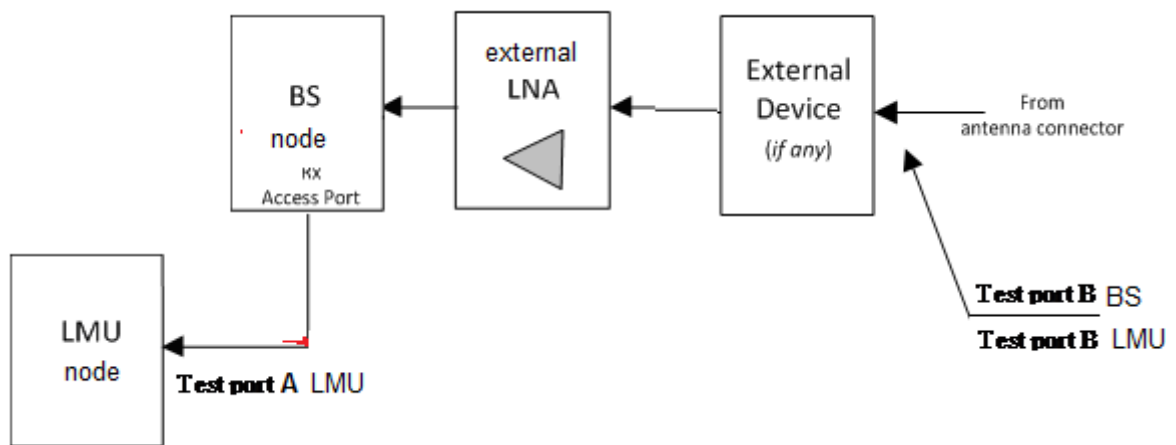 BS
node
Rx
Access Port
external
LNA
External
Device
(if any)
From
antenna connector
Test port B BS
Test port B LMU
LMU
node
Test port A LMU